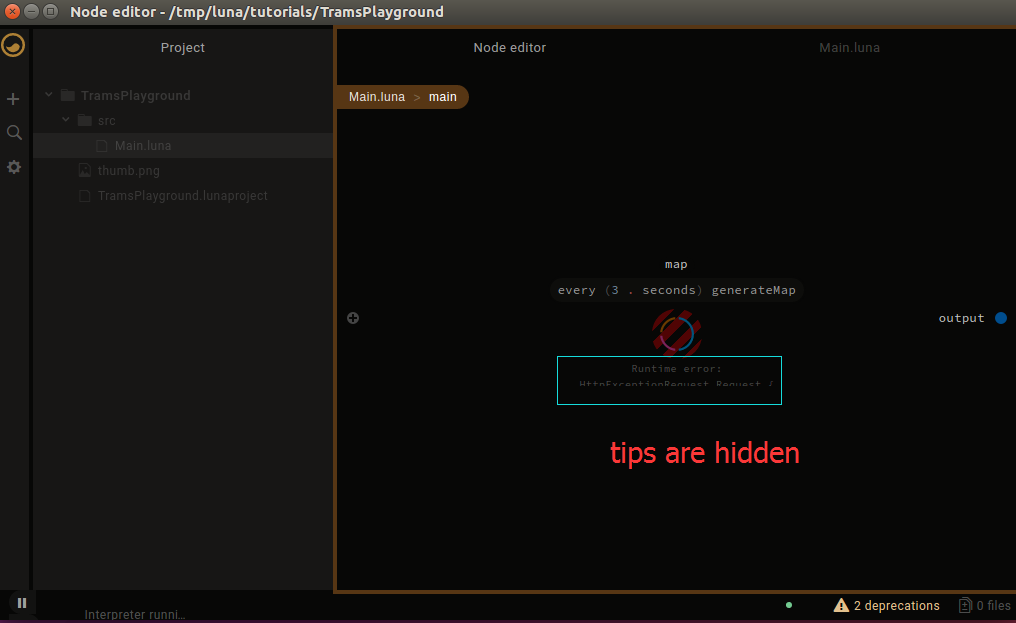 Node editor - /tmp/luna/tutorials/TramsPlayground
Project
Node editor
Main.luna
TramsPlayground
src
Main.luna
thumb.png
TramsPlayground.lunaproject
Main.luna > main
map
every (3 . seconds) generateMap
output
Runtime error:
HttpExceptionRequest Request {
tips are hidden
Interpreter runni...
2 deprecations
0 files